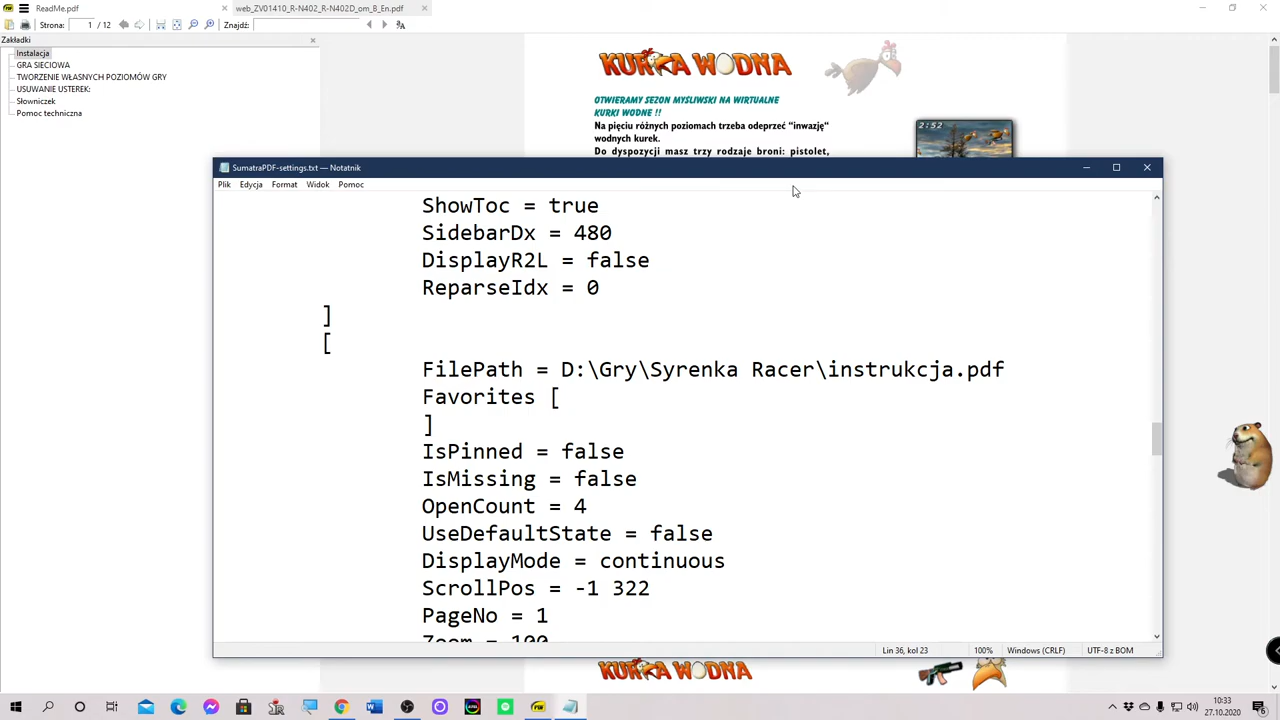 ReadMe.pdf
web_ZV01410_R-N402_R-N402D_om_B_En.pdf
Strona: 1 / 12
Znajdź:
Zakładki
Instalacja
GRA SIECIOWA
TWORZENIE WŁASNYCH POZIOMÓW GRY
USUWANIE USTEREK:
Słowniczek
Pomoc techniczna
KURKA WODNA
OTWIERAMY SEZON MYŚLIWSKI NA WIRTUALNE
KURKI WODNE !!
Na pięciu różnych poziomach trzeba odeprzeć “inwazję“
wodnych kurek.
Do dyspozycji masz trzy rodzaje broni: pistolet,
2:52
SumatraPDF-settings.txt — Notatnik
Plik Edycja Format Widok Pomoc
ShowToc = true
SidebarDx = 480
DisplayR2L = false
ReparseIdx = 0
]
[
FilePath = D:\Gry\Syrenka Racer\instrukcja.pdf
Favorites [
]
IsPinned = false
IsMissing = false
OpenCount = 4
UseDefaultState = false
DisplayMode = continuous
ScrollPos = -1 322
PageNo = 1
Zoom = 100
Lin 36, kol 23
100%
Windows (CRLF)
UTF-8 z BOM
KURKA WODNA
10:33
27.10.2020
6